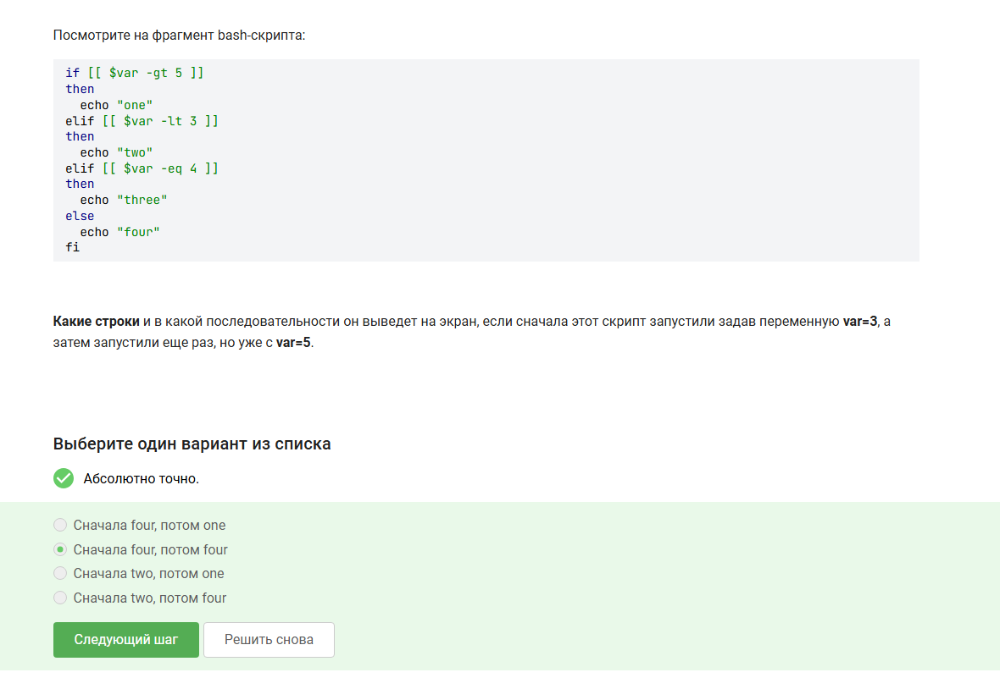 Посмотрите на фрагмент bash-скрипта:
if [[ $var -gt 5 ]]
then
  echo "one"
elif [[ $var -lt 3 ]]
then
  echo "two"
elif [[ $var -eq 4 ]]
then
  echo "three"
else
  echo "four"
fi
Какие строки и в какой последовательности он выведет на экран, если сначала этот скрипт запустили задав переменную var=3, а
затем запустили еще раз, но уже с var=5.
Выберите один вариант из списка
Абсолютно точно.
Сначала four, потом one
Сначала four, потом four
Сначала two, потом one
Сначала two, потом four
Следующий шаг
Решить снова